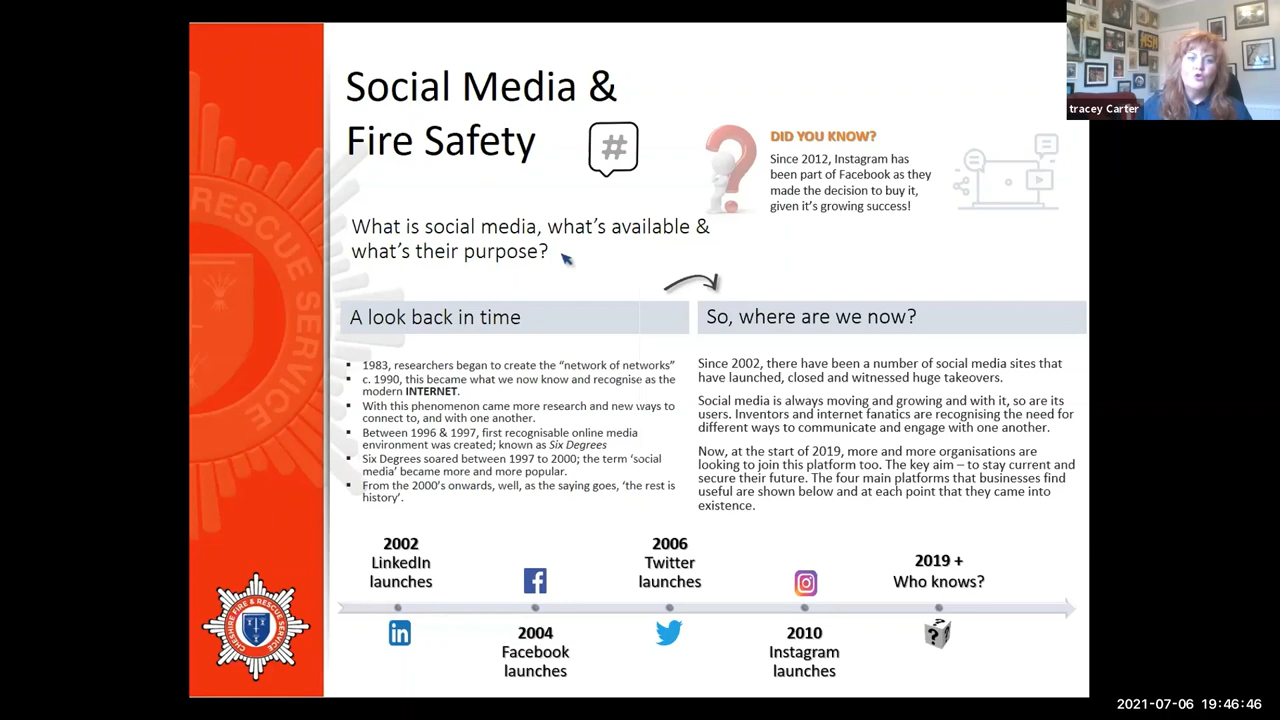 Social Media &
Fire Safety
#
DID YOU KNOW?
Since 2012, Instagram has
been part of Facebook as they
made the decision to buy it,
given it's growing success!
What is social media, what's available &
what's their purpose?
A look back in time
1983, researchers began to create the “network of networks”
c. 1990, this became what we now know and recognise as the
modern INTERNET.
With this phenomenon came more research and new ways to
connect to, and with one another.
Between 1996 & 1997, first recognisable online media
environment was created; known as Six Degrees
Six Degrees soared between 1997 to 2000; the term ‘social
media’ became more and more popular.
From the 2000’s onwards, well, as the saying goes, ‘the rest is
history’.
So, where are we now?
Since 2002, there have been a number of social media sites that
have launched, closed and witnessed huge takeovers.
Social media is always moving and growing and with it, so are its
users. Inventors and internet fanatics are recognising the need for
different ways to communicate and engage with one another.
Now, at the start of 2019, more and more organisations are
looking to join this platform too. The key aim – to stay current and
secure their future. The four main platforms that businesses find
useful are shown below and at each point that they came into
existence.
2002
LinkedIn
launches
in
2004
Facebook
launches
2006
Twitter
launches
2010
Instagram
launches
2019 +
Who knows?
?
RESCUE SERVICE
CHESHIRE FIRE & RESCUE SERVICE
tracey Carter
2021-07-06 19:46:46